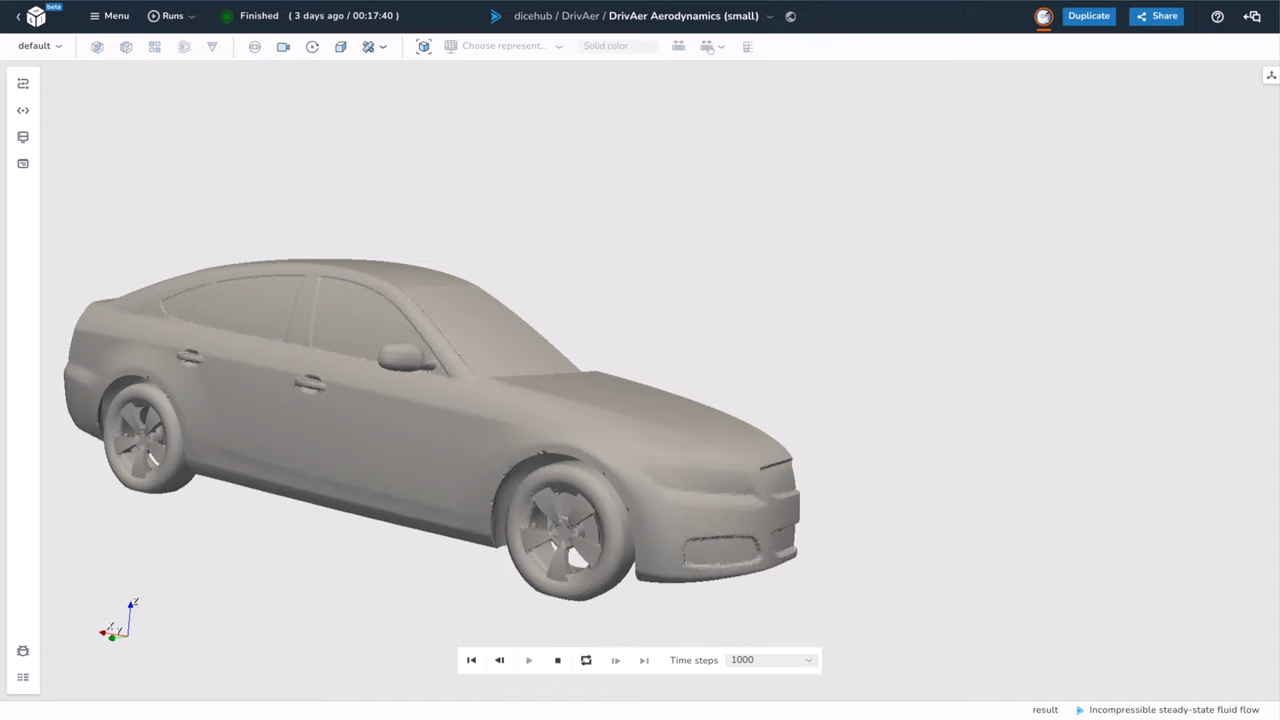 beta
Menu
Runs
Finished ( 3 days ago / 00:17:40 )
dicehub / DrivAer / DrivAer Aerodynamics (small)
Duplicate
Share
default
Choose represent...
Solid color
Z
X
Y
Time steps 1000
result
Incompressible steady-state fluid flow